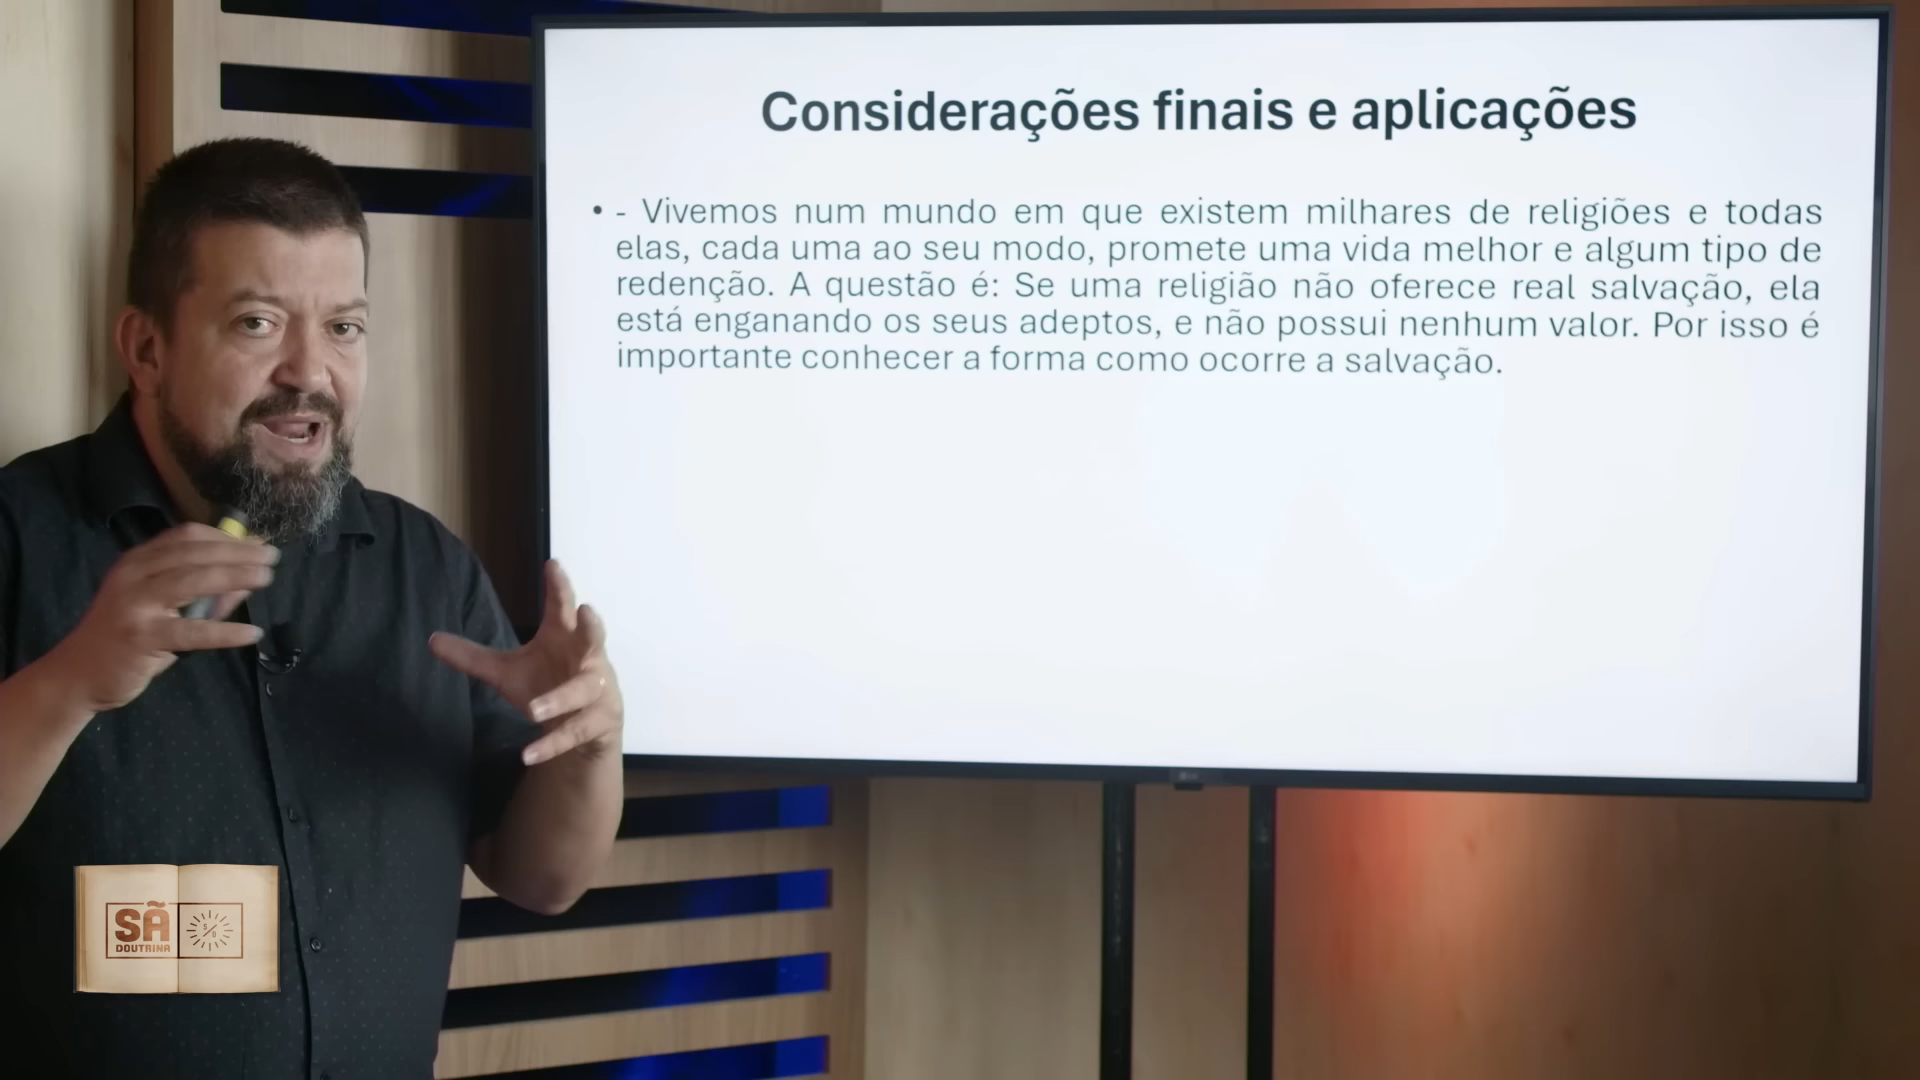 Considerações finais e aplicações
• - Vivemos num mundo em que existem milhares de religiões e todas
elas, cada uma ao seu modo, promete uma vida melhor e algum tipo de
redenção. A questão é: Se uma religião não oferece real salvação, ela
está enganando os seus adeptos, e não possui nenhum valor. Por isso é
importante conhecer a forma como ocorre a salvação.
SÃ
DOUTRINA
S/D